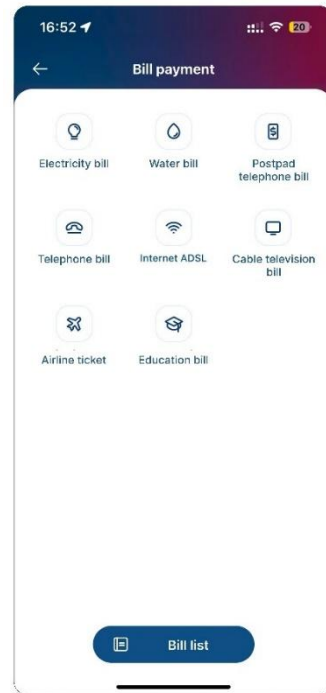 16:52
20
Bill payment
Electricity bill
Water bill
Postpad
telephone bill
Telephone bill
Internet ADSL
Cable television
bill
Airline ticket
Education bill
Bill list